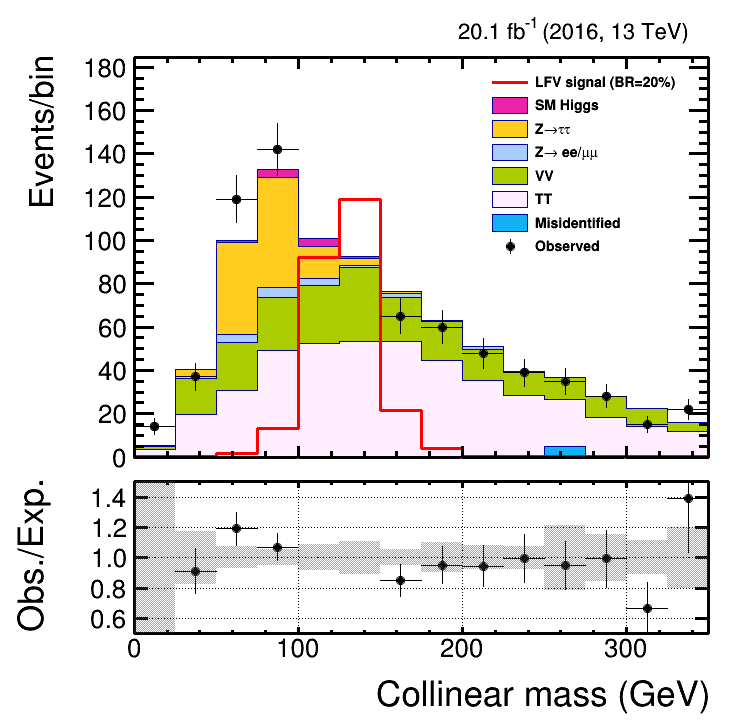 20.1 fb-1 (2016, 13 TeV)
Events/bin
180
160
140
120
100
80
60
40
20
0
LFV signal (BR=20%)
SM Higgs
Z→ττ
Z→ ee/μμ
VV
TT
Misidentified
Observed
Obs./Exp.
1.4
1.2
1.0
0.8
0.6
0 100 200 300
Collinear mass (GeV)